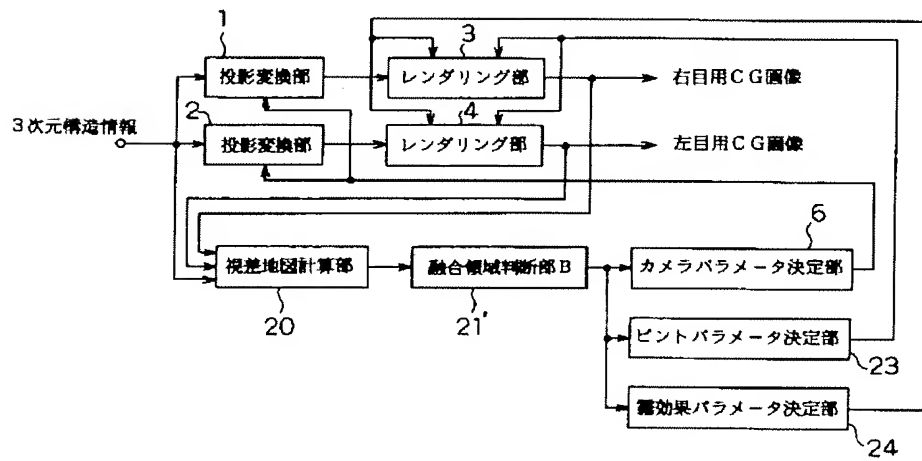 1
投影変換部
3
レンダリング部
右目用CG画像
3次元構造情報
2
投影変換部
4
レンダリング部
左目用CG画像
6
視差地図計算部
融合領域判断部B
カメラパラメータ決定部
20
21'
ピントパラメータ決定部
23
霧効果パラメータ決定部
24